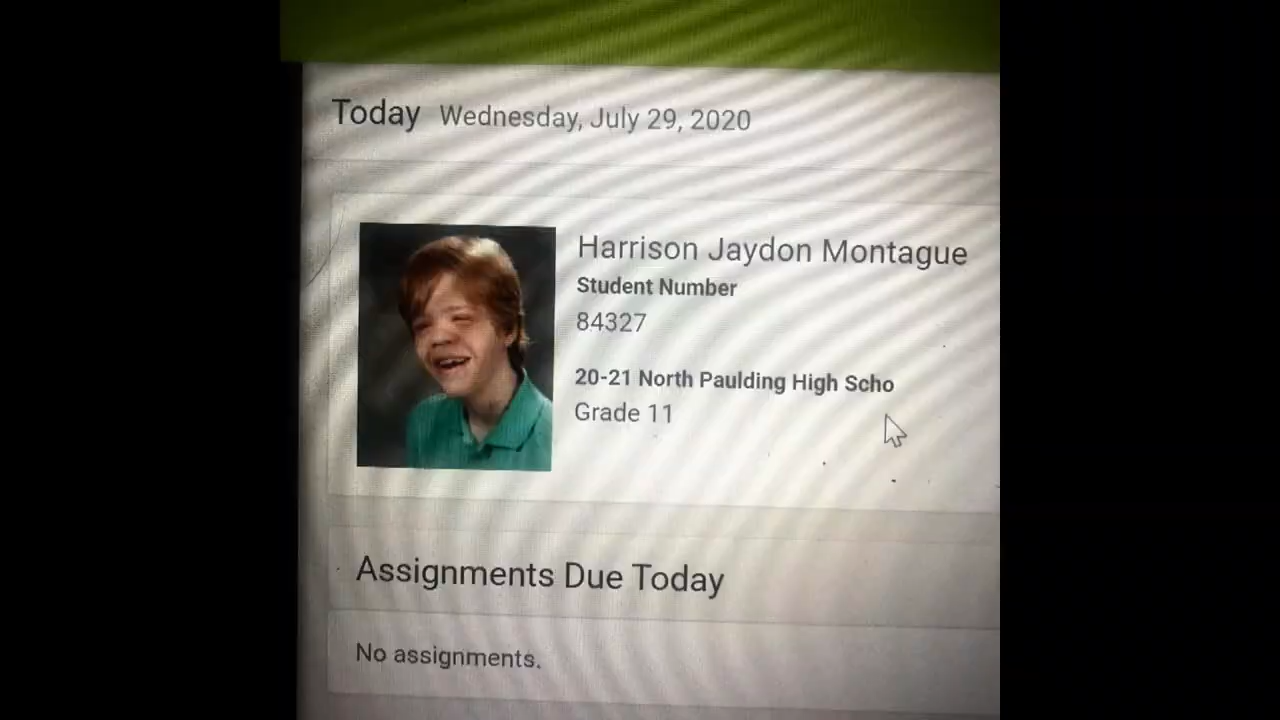 Today Wednesday, July 29, 2020
Harrison Jaydon Montague
Student Number
84327
20-21 North Paulding High Scho
Grade 11
Assignments Due Today
No assignments.